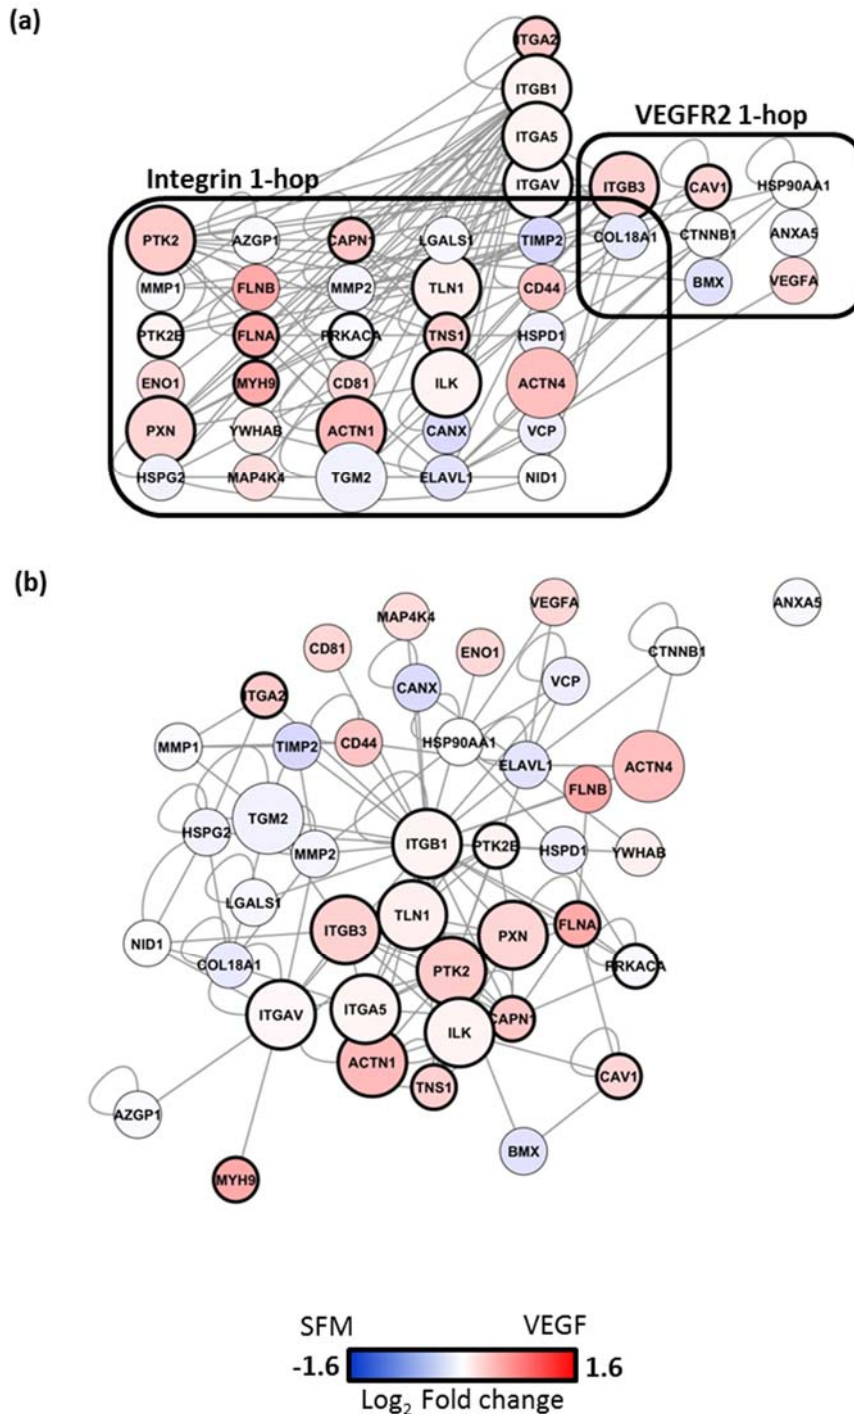 (a)
ITGA2
ITGB1
VEGFR2 1-hop
ITGA5
Integrin 1-hop
ITGAV ITGB3 CAV1 HSP90AA1
PTK2 AZGP1 CAPN1 LGALS1 TIMP2 COL18A1 CTNNB1 ANXA5
MMP1 FLNB MMP2 TLN1 CD44 BMX VEGFA
PTK2B FLNA PRKACA TNS1 HSPD1
ENO1 MYH9 CD81 ILK ACTN4
PXN YWHAB ACTN1 CANX VCP
HSPG2 MAP4K4 TGM2 ELAVL1 NID1
(b)
VEGFA ANXA5
MAP4K4
CD81 ENO1 CTNNB1
ITGA2 CANX VCP
MMP1 TIMP2 CD44 HSP90AA1
ELAVL1 ACTN4
FLNB
HSPG2 TGM2
MMP2 ITGB1 PTK2B HSPD1 YWHAB
LGALS1
ITGB3 TLN1 PXN FLNA
NID1
COL18A1 PTK2 PRKACA
ITGAV ITGA5 ILK CAPN1
ACTN1 TNS1 CAV1
AZGP1
BMX
MYH9
SFM VEGF
-1.6 1.6
Log2 Fold change